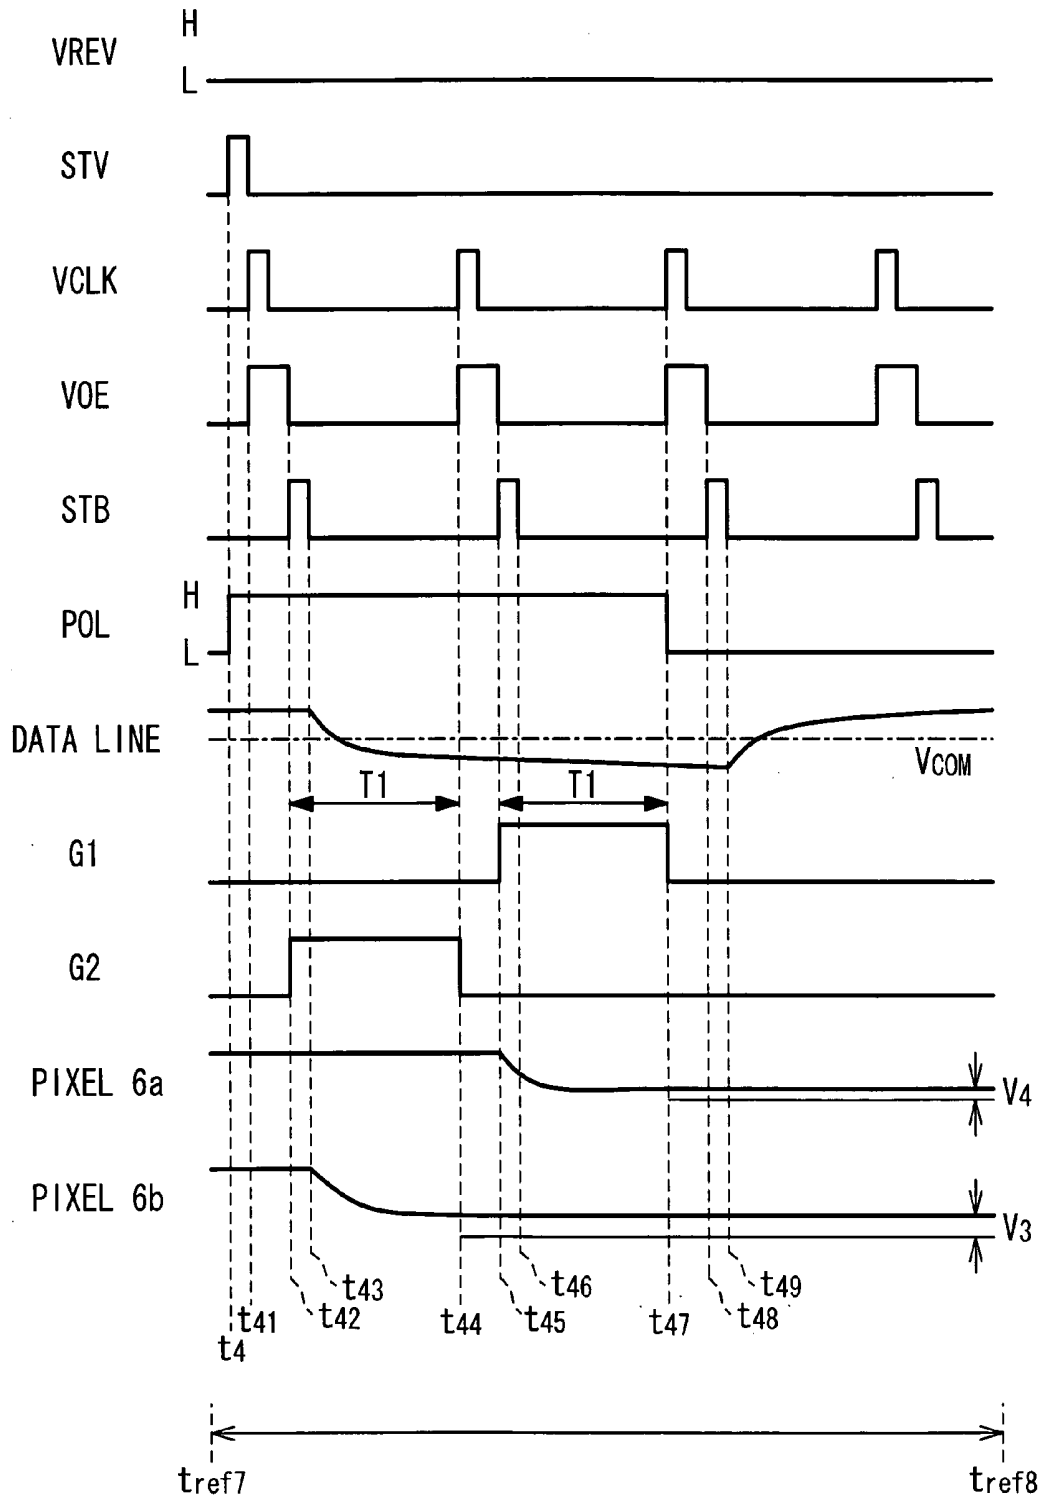 H
VREV
L
STV
VCLK
VOE
STB
H
POL
L
DATA LINE
VCOM
T1 T1
G1
G2
PIXEL 6a
V4
PIXEL 6b
V3
t43 t46 t49
t41 t42 t44 t45 t47 t48
t4
tref7 tref8